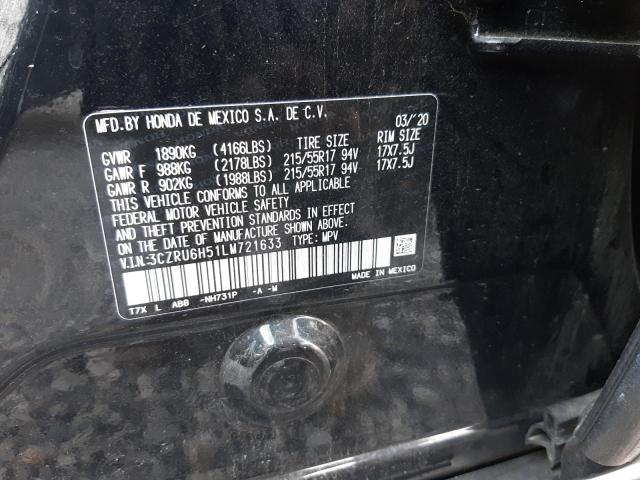 MFD.BY HONDA DE MEXICO S.A. DE C.V. 03/'20
GVWR 1890KG (4166LBS) TIRE SIZE RIM SIZE
GAWR F 988KG (2178LBS) 215/55R17 94V 17X7.5J
GAWR R 902KG (1988LBS) 215/55R17 94V 17X7.5J
THIS VEHICLE CONFORMS TO ALL APPLICABLE
FEDERAL MOTOR VEHICLE SAFETY
AND THEFT PREVENTION STANDARDS IN EFFECT
ON THE DATE OF MANUFACTURE SHOWN ABOVE.
V.I.N:3CZRU6H51LM721633 TYPE: MPV
MADE IN MEXICO
T7X L ABB -NH731P -A -M